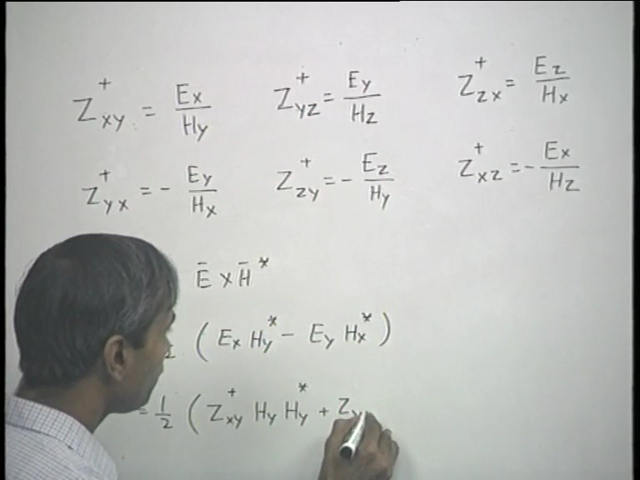 Z⁺xy = Ex/Hy   Z⁺yz = Ey/Hz   Z⁺zx = Ez/Hx
Z⁺yx = - Ey/Hx   Z⁺zy = - Ez/Hy   Z⁺xz = - Ex/Hz
Ē × H̄*
2 ( Ex Hy* - Ey Hx* )
= 1/2 ( Z⁺xy Hy Hy* + Zy